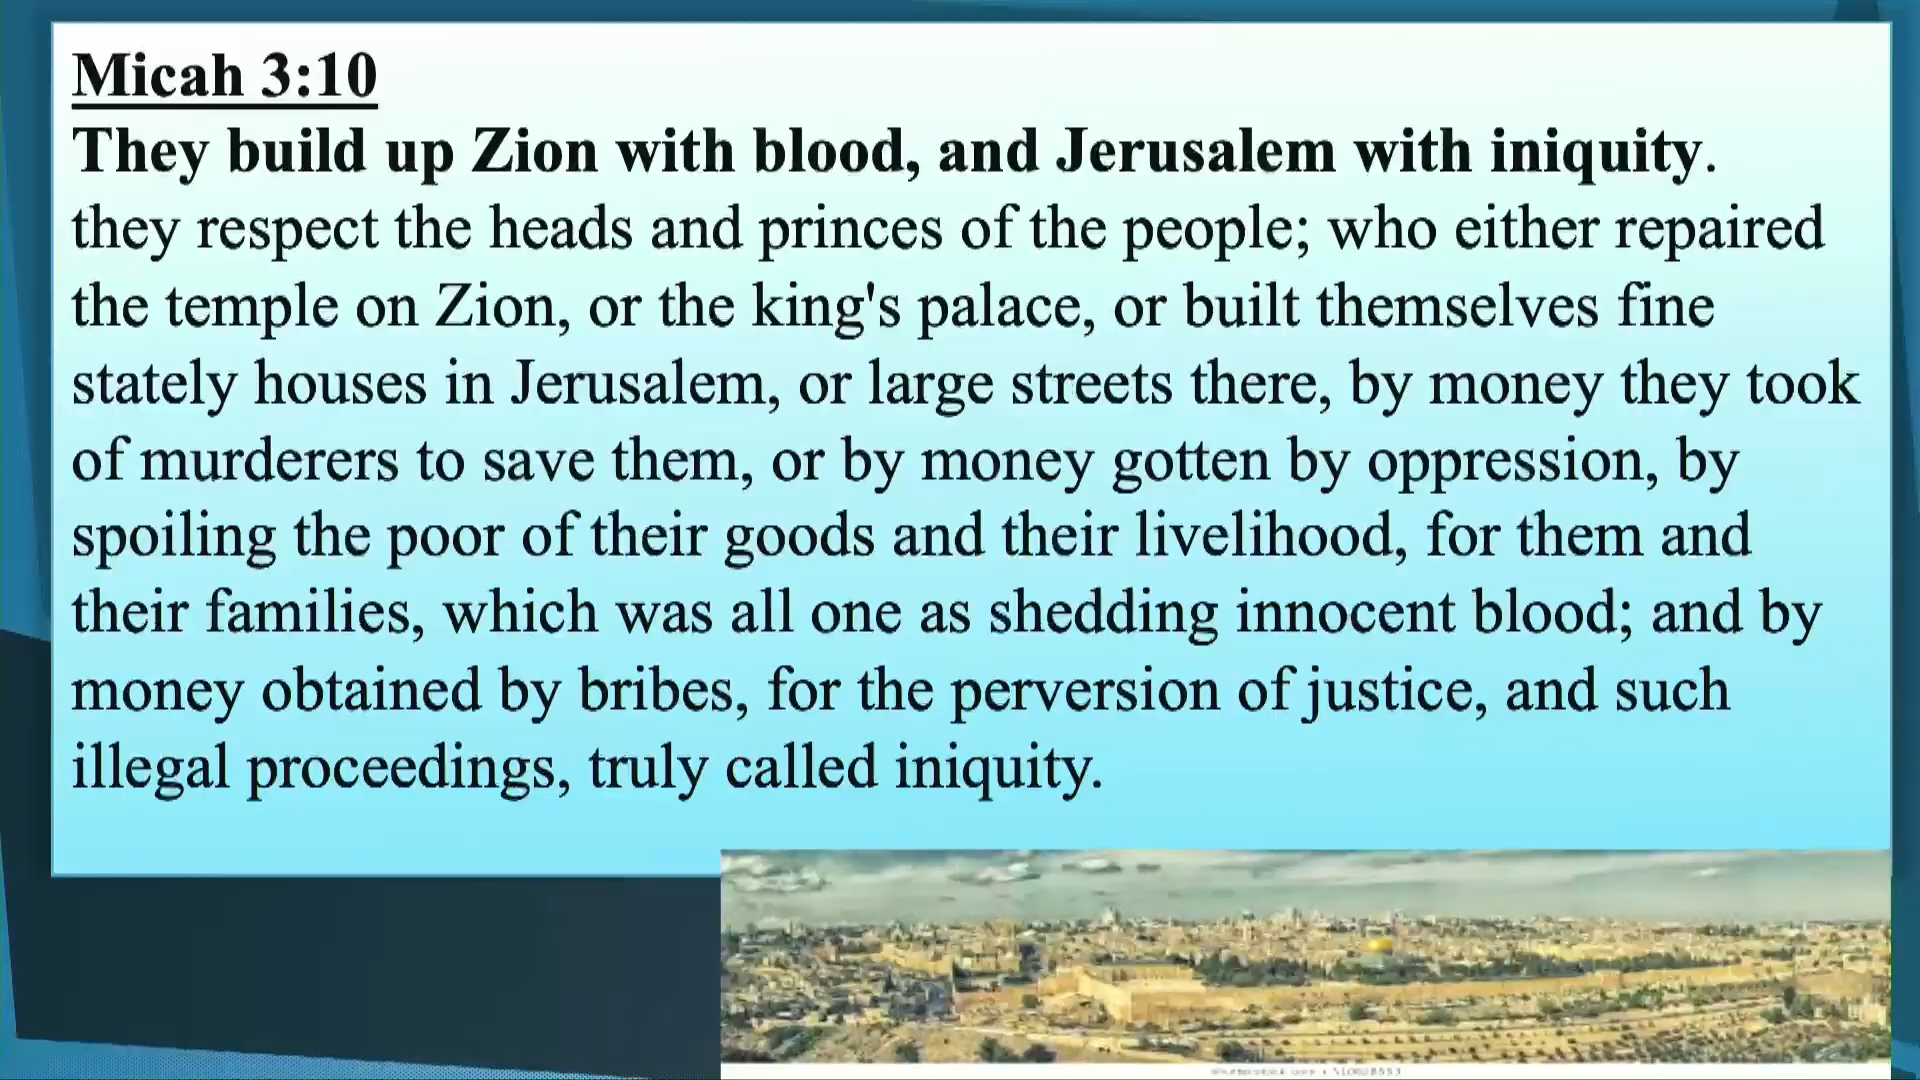 Micah 3:10
They build up Zion with blood, and Jerusalem with iniquity.
they respect the heads and princes of the people; who either repaired
the temple on Zion, or the king's palace, or built themselves fine
stately houses in Jerusalem, or large streets there, by money they took
of murderers to save them, or by money gotten by oppression, by
spoiling the poor of their goods and their livelihood, for them and
their families, which was all one as shedding innocent blood; and by
money obtained by bribes, for the perversion of justice, and such
illegal proceedings, truly called iniquity.